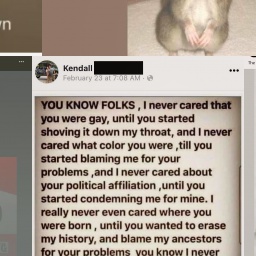 wn
Kendall
February 23 at 7:08 AM
YOU KNOW FOLKS , I never cared that
you were gay, until you started
shoving it down my throat, and I never
cared what color you were ,till you
started blaming me for your
problems ,and I never cared about
your political affiliation ,until you
started condemning me for mine. I
really never even cared where you
were born , until you wanted to erase
my history, and blame my ancestors
for your problems you know I never